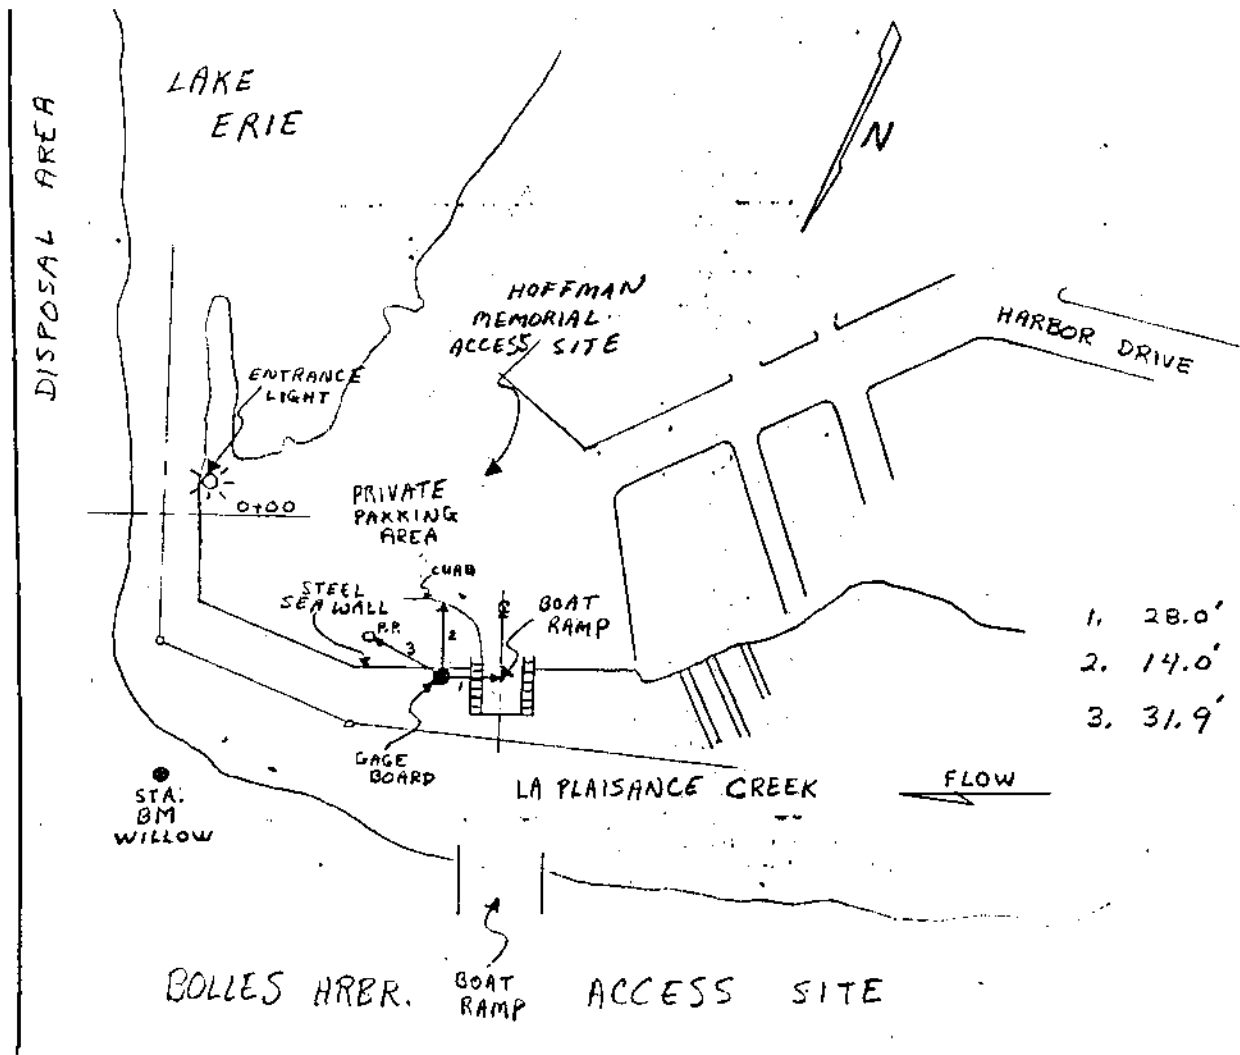 LAKE
ERIE
DISPOSAL AREA
N
HOFFMAN
MEMORIAL
ACCESS SITE
HARBOR DRIVE
ENTRANCE
LIGHT
0+00
PRIVATE
PARKING
AREA
CURB
STEEL
SEA WALL
P.P.
3
2
1
BOAT
RAMP
GAGE
BOARD
1. 28.0'
2. 14.0'
3. 31.9'
LA PLAISANCE CREEK
FLOW
STA.
BM
WILLOW
BOLLES HRBR.
BOAT
RAMP
ACCESS SITE